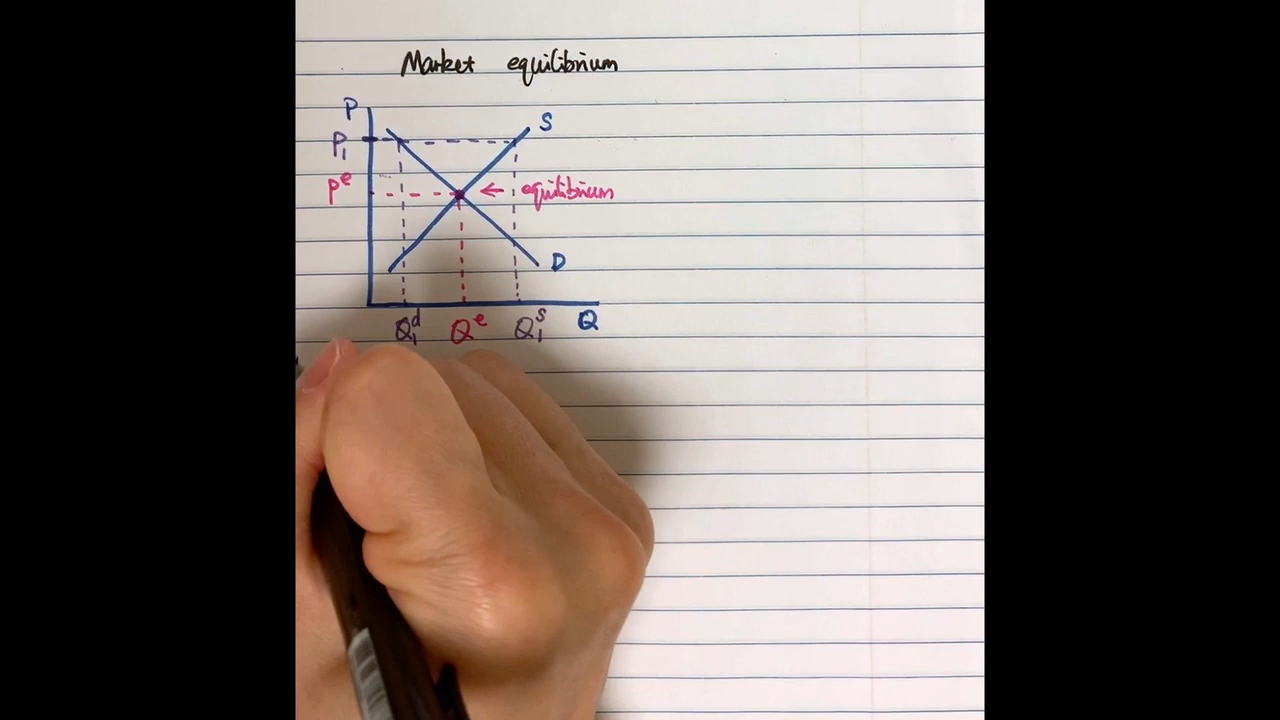 Market equilibrium
P
S
P₁
Pᵉ
← equilibrium
D
Q₁ᵈ Qᵉ Q₁ˢ Q